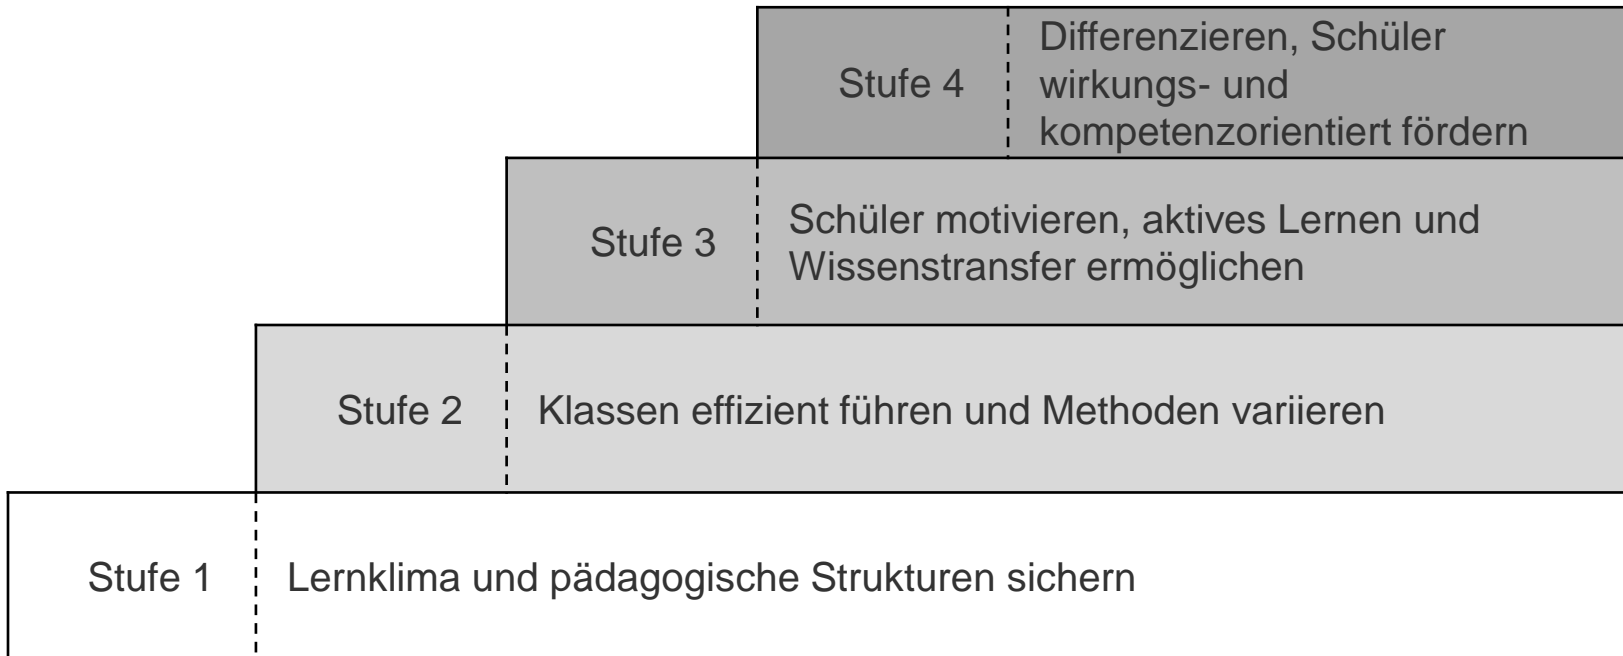 Stufe 4
Differenzieren, Schüler
wirkungs- und
kompetenzorientiert fördern
Stufe 3
Schüler motivieren, aktives Lernen und
Wissenstransfer ermöglichen
Stufe 2
Klassen effizient führen und Methoden variieren
Stufe 1
Lernklima und pädagogische Strukturen sichern